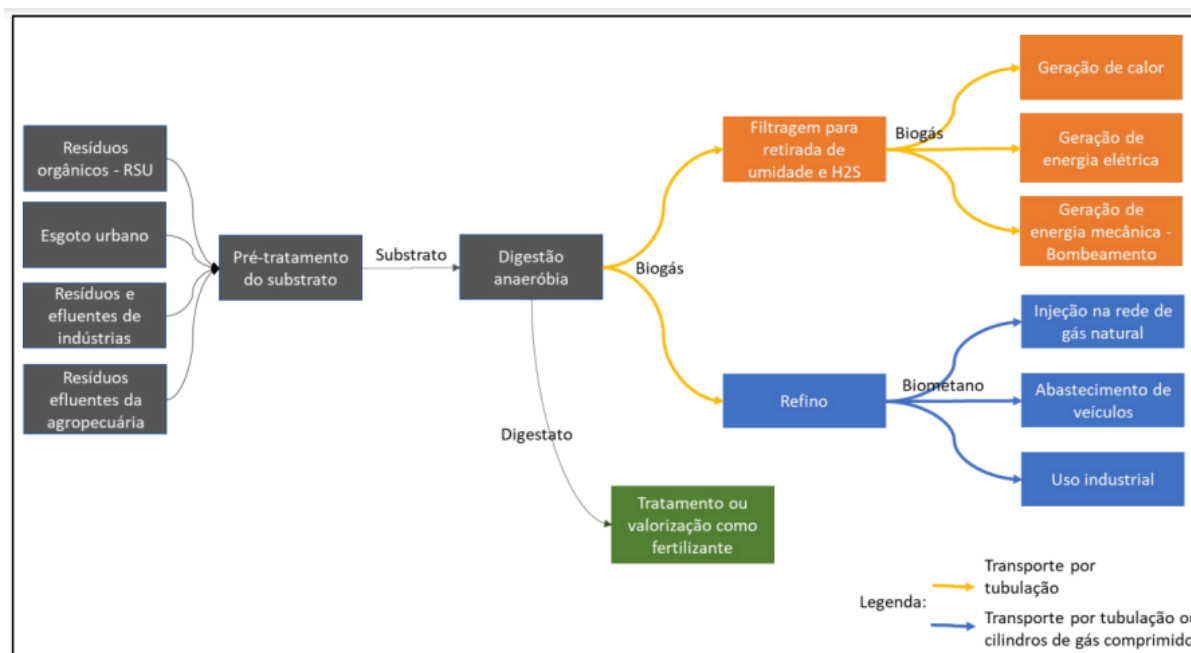 Resíduos
orgânicos - RSU
Esgoto urbano
Resíduos e
efluentes de
indústrias
Resíduos
efluentes da
agropecuária
Pré-tratamento
do substrato
Substrato
Digestão
anaeróbia
Biogás
Digestato
Tratamento ou
valorização como
fertilizante
Filtragem para
retirada de
umidade e H2S
Biogás
Geração de calor
Geração de
energia elétrica
Geração de
energia mecânica -
Bombeamento
Refino
Biometano
Injeção na rede de
gás natural
Abastecimento de
veículos
Uso industrial
Legenda:
Transporte por
tubulação
Transporte por tubulação ou
cilindros de gás comprimido